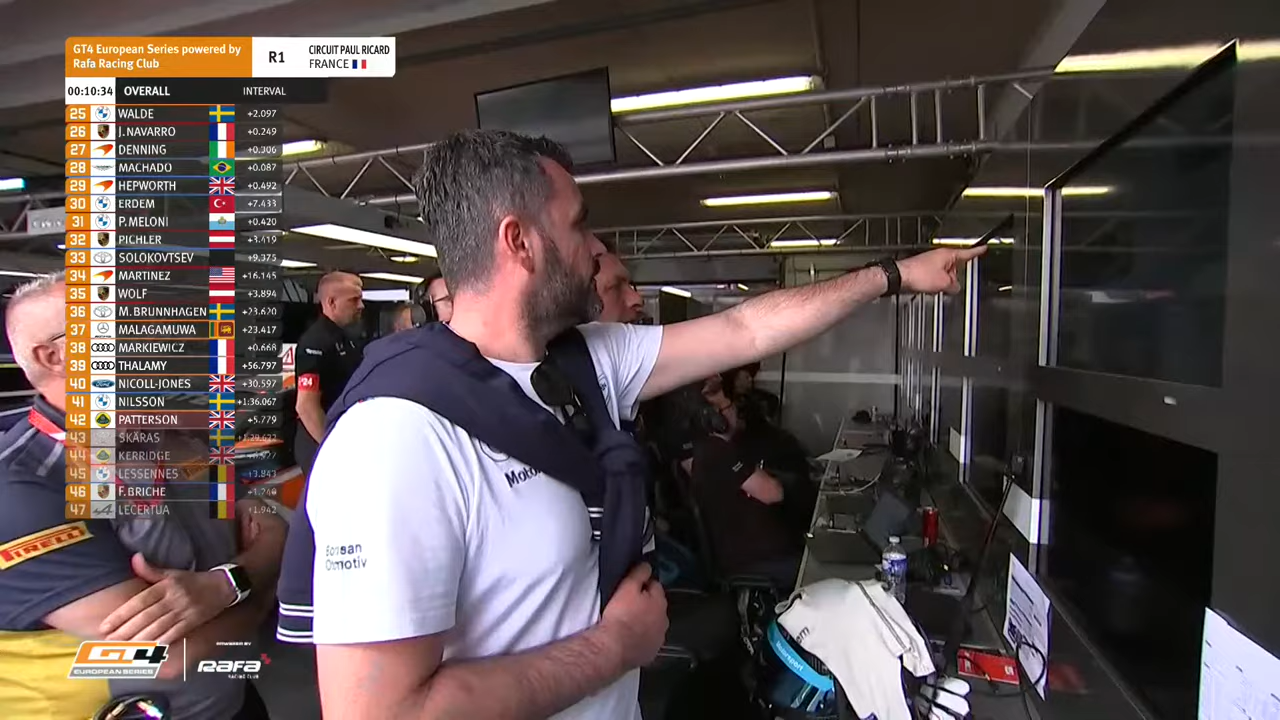 GT4 European Series powered by
Rafa Racing Club
R1
CIRCUIT PAUL RICARD
FRANCE
00:10:34 OVERALL INTERVAL
25 WALDE +2.097
26 J.NAVARRO +0.249
27 DENNING +0.306
28 MACHADO +0.087
29 HEPWORTH +0.492
30 ERDEM +7.433
31 P.MELONI +0.420
32 PICHLER +3.419
33 SOLOKOVTSEV +9.375
34 MARTINEZ +16.145
35 WOLF +3.894
36 M.BRUNNHAGEN +23.620
37 MALAGAMUWA +23.417
38 MARKIEWICZ +0.668
39 THALAMY +56.797
40 NICOLL-JONES +30.597
41 NILSSON +1:36.067
42 PATTERSON +5.779
43 SKÄRAS
44 KERRIDGE
45 LESSENNES +3.843
46 F.BRICHE
47 LECERTUA +1.942
PIRELLI
Borusan
Otomotiv
GT4
EUROPEAN SERIES
POWERED BY
RAFA
RACING CLUB